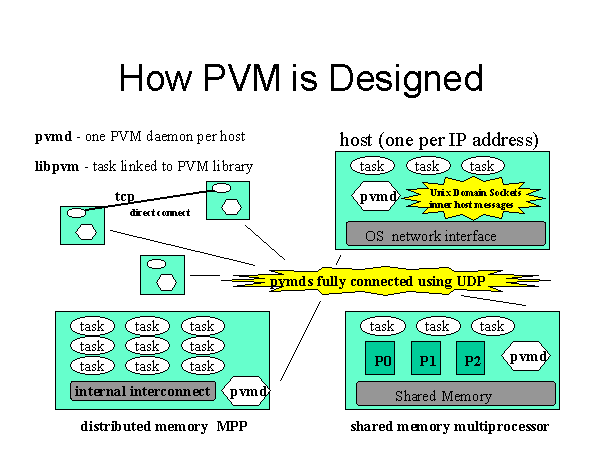 How PVM is Designed
pvmd - one PVM daemon per host
libpvm - task linked to PVM library
host (one per IP address)
task task task
pvmd
Unix Domain Sockets
inner host messages
OS network interface
tcp
direct connect
pymds fully connected using UDP
task task task
task task task
task task task
internal interconnect
pvmd
distributed memory MPP
task task task
P0 P1 P2
pvmd
Shared Memory
shared memory multiprocessor